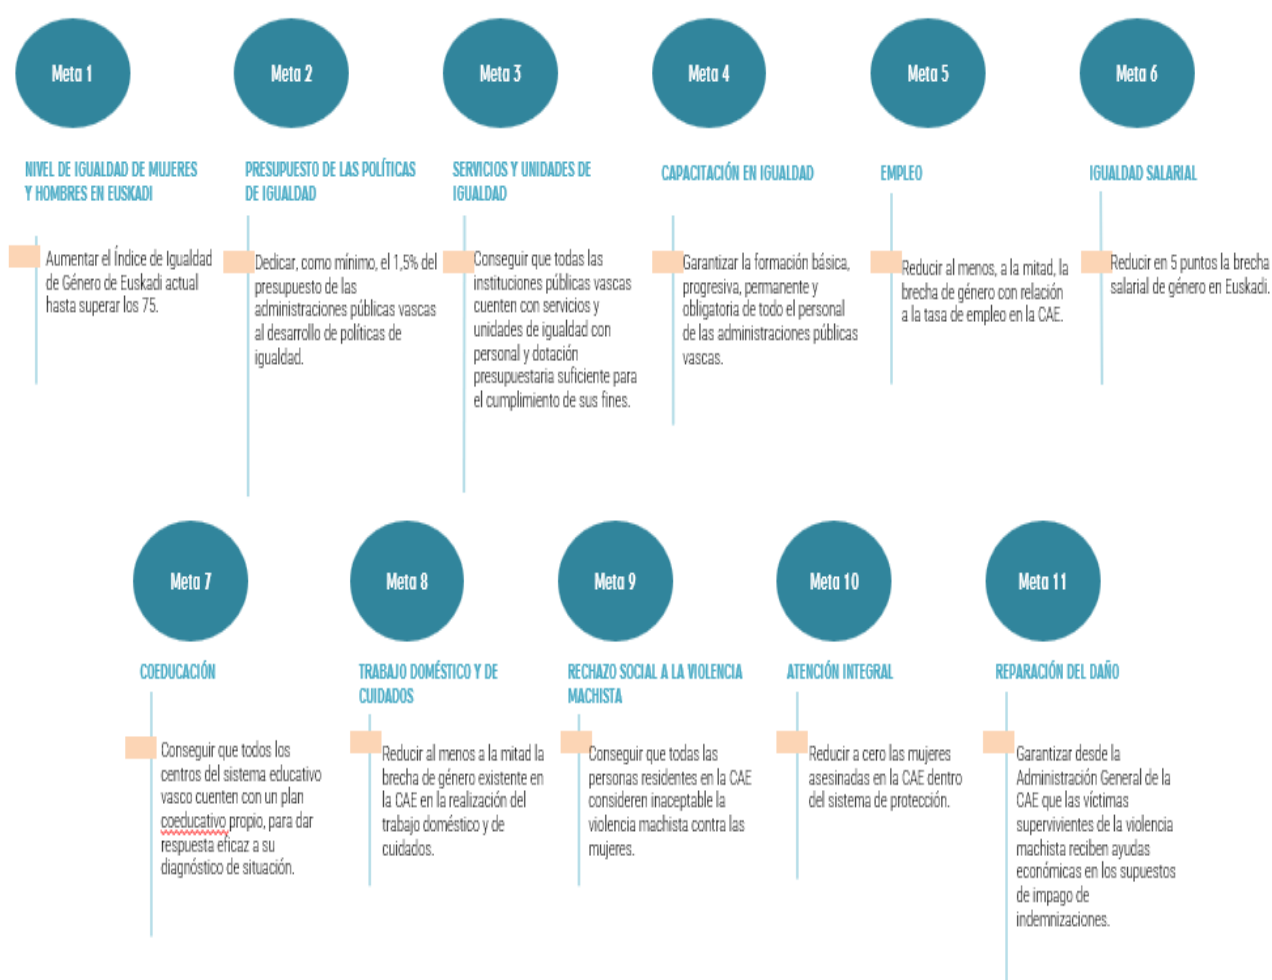 Meta 1
NIVEL DE IGUALDAD DE MUJERES
Y HOMBRES EN EUSKADI
Aumentar el Índice de Igualdad
de Género de Euskadi actual
hasta superar los 75.
Meta 2
PRESUPUESTO DE LAS POLÍTICAS
DE IGUALDAD
Dedicar, como mínimo, el 1,5% del
presupuesto de las
administraciones públicas vascas
al desarrollo de políticas de
igualdad.
Meta 3
SERVICIOS Y UNIDADES DE
IGUALDAD
Conseguir que todas las
instituciones públicas vascas
cuenten con servicios y
unidades de igualdad con
personal y dotación
presupuestaria suficiente para
el cumplimiento de sus fines.
Meta 4
CAPACITACIÓN EN IGUALDAD
Garantizar la formación básica,
progresiva, permanente y
obligatoria de todo el personal
de las administraciones públicas
vascas.
Meta 5
EMPLEO
Reducir al menos, a la mitad, la
brecha de género con relación
a la tasa de empleo en la CAE.
Meta 6
IGUALDAD SALARIAL
Reducir en 5 puntos la brecha
salarial de género en Euskadi.
Meta 7
COEDUCACIÓN
Conseguir que todos los
centros del sistema educativo
vasco cuenten con un plan
coeducativo propio, para dar
respuesta eficaz a su
diagnóstico de situación.
Meta 8
TRABAJO DOMÉSTICO Y DE
CUIDADOS
Reducir al menos a la mitad la
brecha de género existente en
la CAE en la realización del
trabajo doméstico y de
cuidados.
Meta 9
RECHAZO SOCIAL A LA VIOLENCIA
MACHISTA
Conseguir que todas las
personas residentes en la CAE
consideren inaceptable la
violencia machista contra las
mujeres.
Meta 10
ATENCIÓN INTEGRAL
Reducir a cero las mujeres
asesinadas en la CAE dentro
del sistema de protección.
Meta 11
REPARACIÓN DEL DAÑO
Garantizar desde la
Administración General de la
CAE que las víctimas
supervivientes de la violencia
machista reciben ayudas
económicas en los supuestos
de impago de
indemnizaciones.